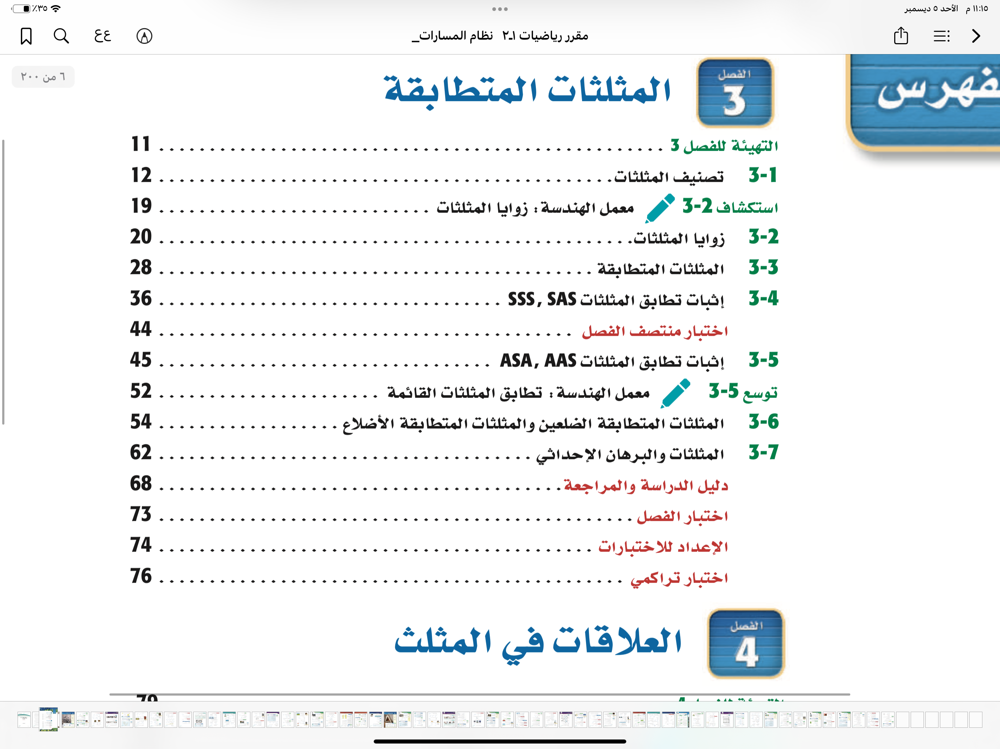 ١١:١٥ م الأحد ٥ ديسمبر
٣٥٪
مقرر رياضيات ١ـ٢ نظام المسارات_
عع
٦ من ٢٠٠
الفصل
3
المثلثات المتطابقة
التهيئة للفصل 3 11
3-1 تصنيف المثلثات 12
استكشاف 2-3 معمل الهندسة : زوايا المثلثات 19
3-2 زوايا المثلثات 20
3-3 المثلثات المتطابقة 28
3-4 إثبات تطابق المثلثات SSS , SAS 36
اختبار منتصف الفصل 44
3-5 إثبات تطابق المثلثات ASA , AAS 45
توسع 5-3 معمل الهندسة : تطابق المثلثات القائمة 52
3-6 المثلثات المتطابقة الضلعين والمثلثات المتطابقة الأضلاع 54
3-7 المثلثات والبرهان الإحداثي 62
دليل الدراسة والمراجعة 68
اختبار الفصل 73
الإعداد للاختبارات 74
اختبار تراكمي 76
الفصل
4
العلاقات في المثلث